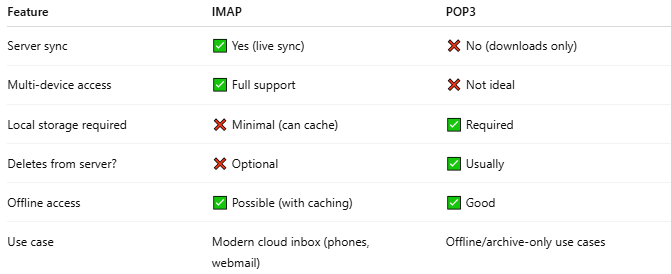 Feature IMAP POP3
Server sync ✅ Yes (live sync) ❌ No (downloads only)
Multi-device access ✅ Full support ❌ Not ideal
Local storage required ❌ Minimal (can cache) ✅ Required
Deletes from server? ❌ Optional ✅ Usually
Offline access ✅ Possible (with caching) ✅ Good
Use case Modern cloud inbox (phones, Offline/archive-only use cases
webmail)